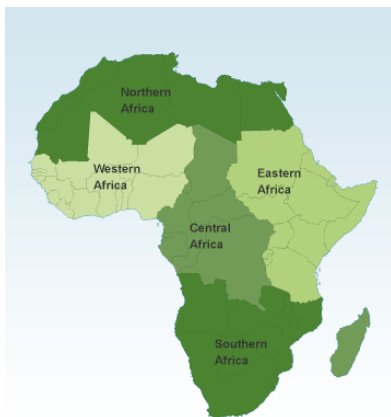 Northern
Africa
Western
Africa
Eastern
Africa
Central
Africa
Southern
Africa